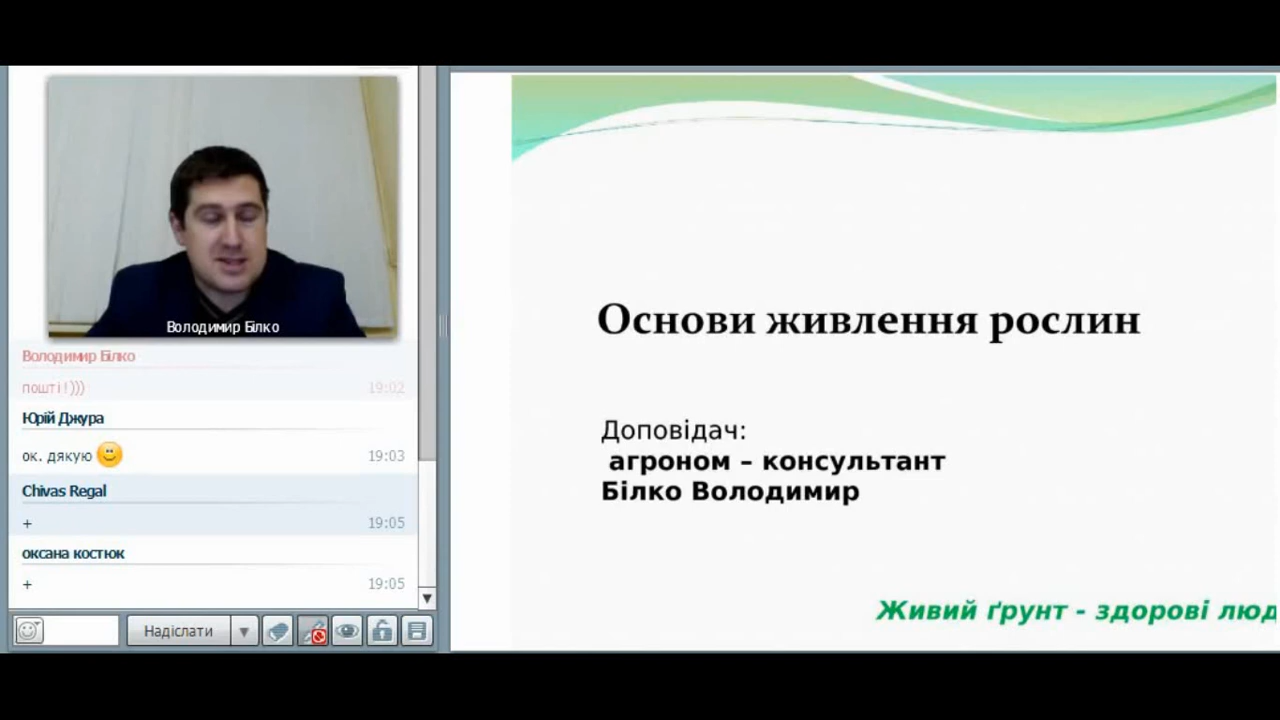 Володимир Білко
Володимир Білко
пошті!)))
19:02
Юрій Джура
ок. дякую
19:03
Chivas Regal
+
19:05
оксана костюк
+
19:05
Надіслати
Основи живлення рослин
Доповідач:
агроном – консультант
Білко Володимир
Живий ґрунт - здорові люд